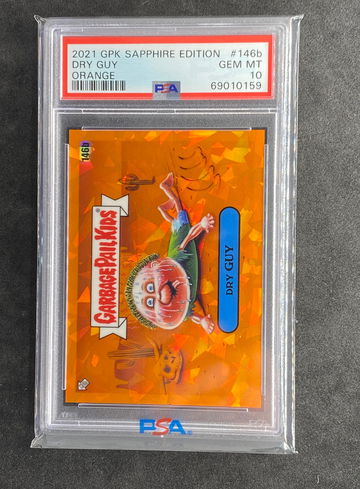 2021 GPK SAPPHIRE EDITION #146b
DRY GUY GEM MT
ORANGE 10
PSA 69010159
146b
GARBAGE PAIL KIDS
DRY GUY
PSA